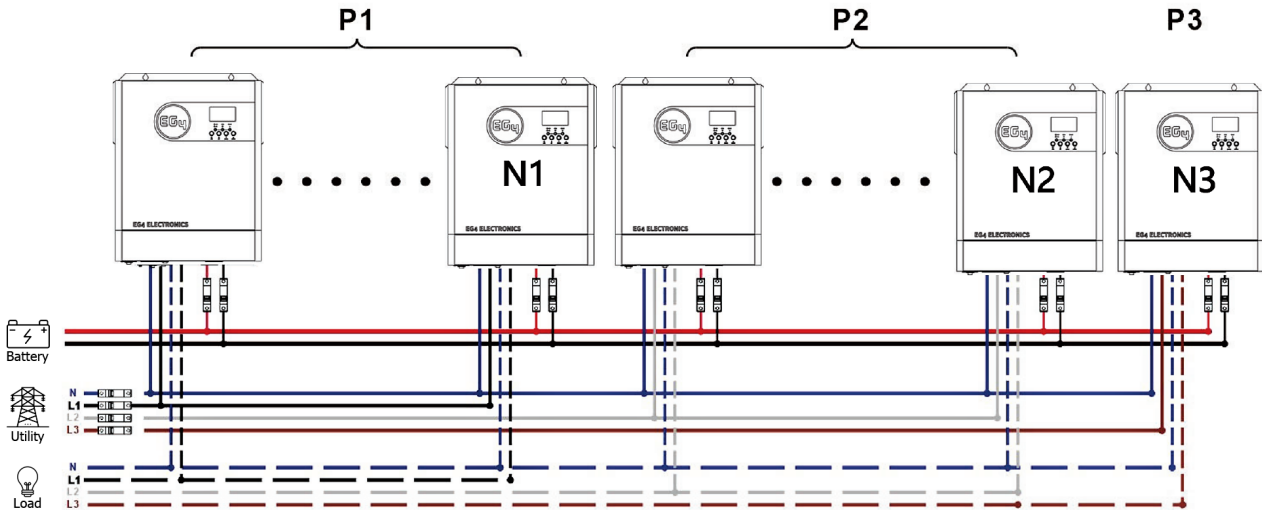 P1
P2
P3
EG4
EG4
EG4
EG4
EG4
N1
N2
N3
EG4 ELECTRONICS
EG4 ELECTRONICS
EG4 ELECTRONICS
EG4 ELECTRONICS
EG4 ELECTRONICS
Battery
N
L1
L2
L3
Utility
N
L1
L2
L3
Load